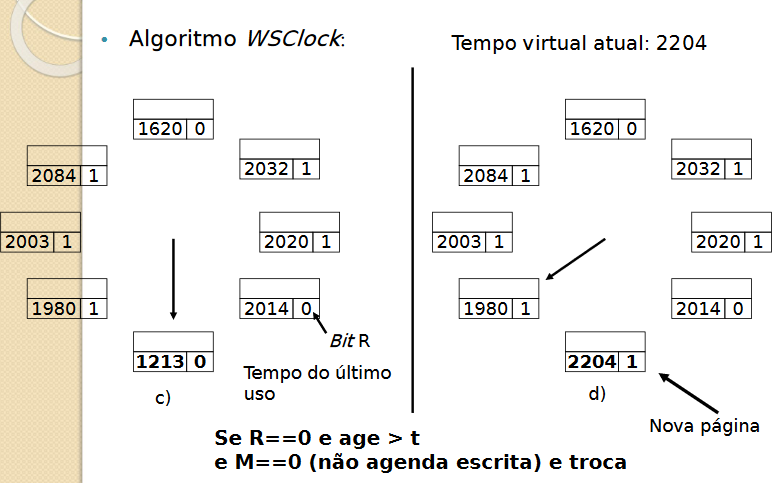 • Algoritmo WSClock:
Tempo virtual atual: 2204
1620 0
2084 1
2032 1
2003 1
2020 1
1980 1
2014 0
1213 0
Bit R
Tempo do último
uso
c)
1620 0
2084 1
2032 1
2003 1
2020 1
1980 1
2014 0
2204 1
d)
Nova página
Se R==0 e age > t
e M==0 (não agenda escrita) e troca